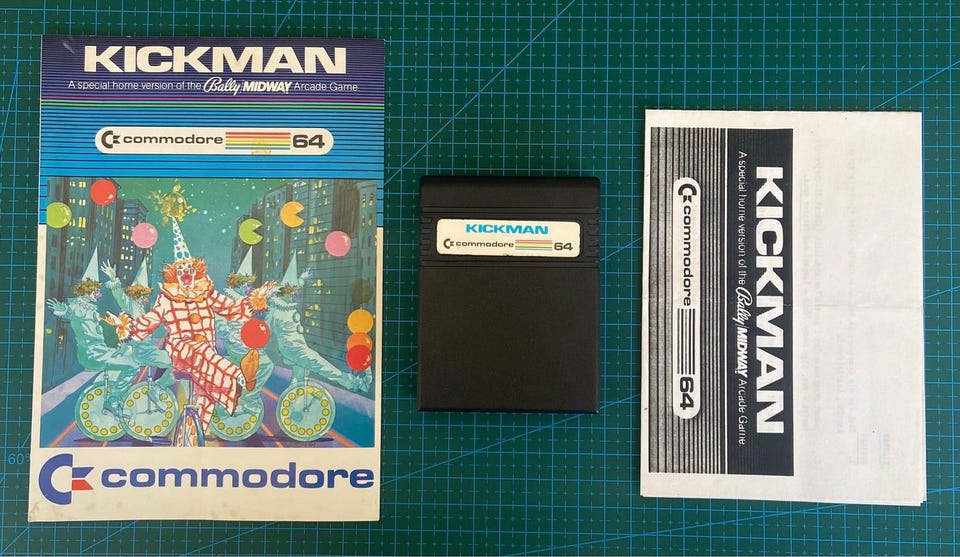 KICKMAN
A special home version of the Bally MIDWAY Arcade Game
commodore 64
commodore
KICKMAN
commodore 64
KICKMAN
A special home version of the Bally MIDWAY Arcade Game
commodore 64
60°